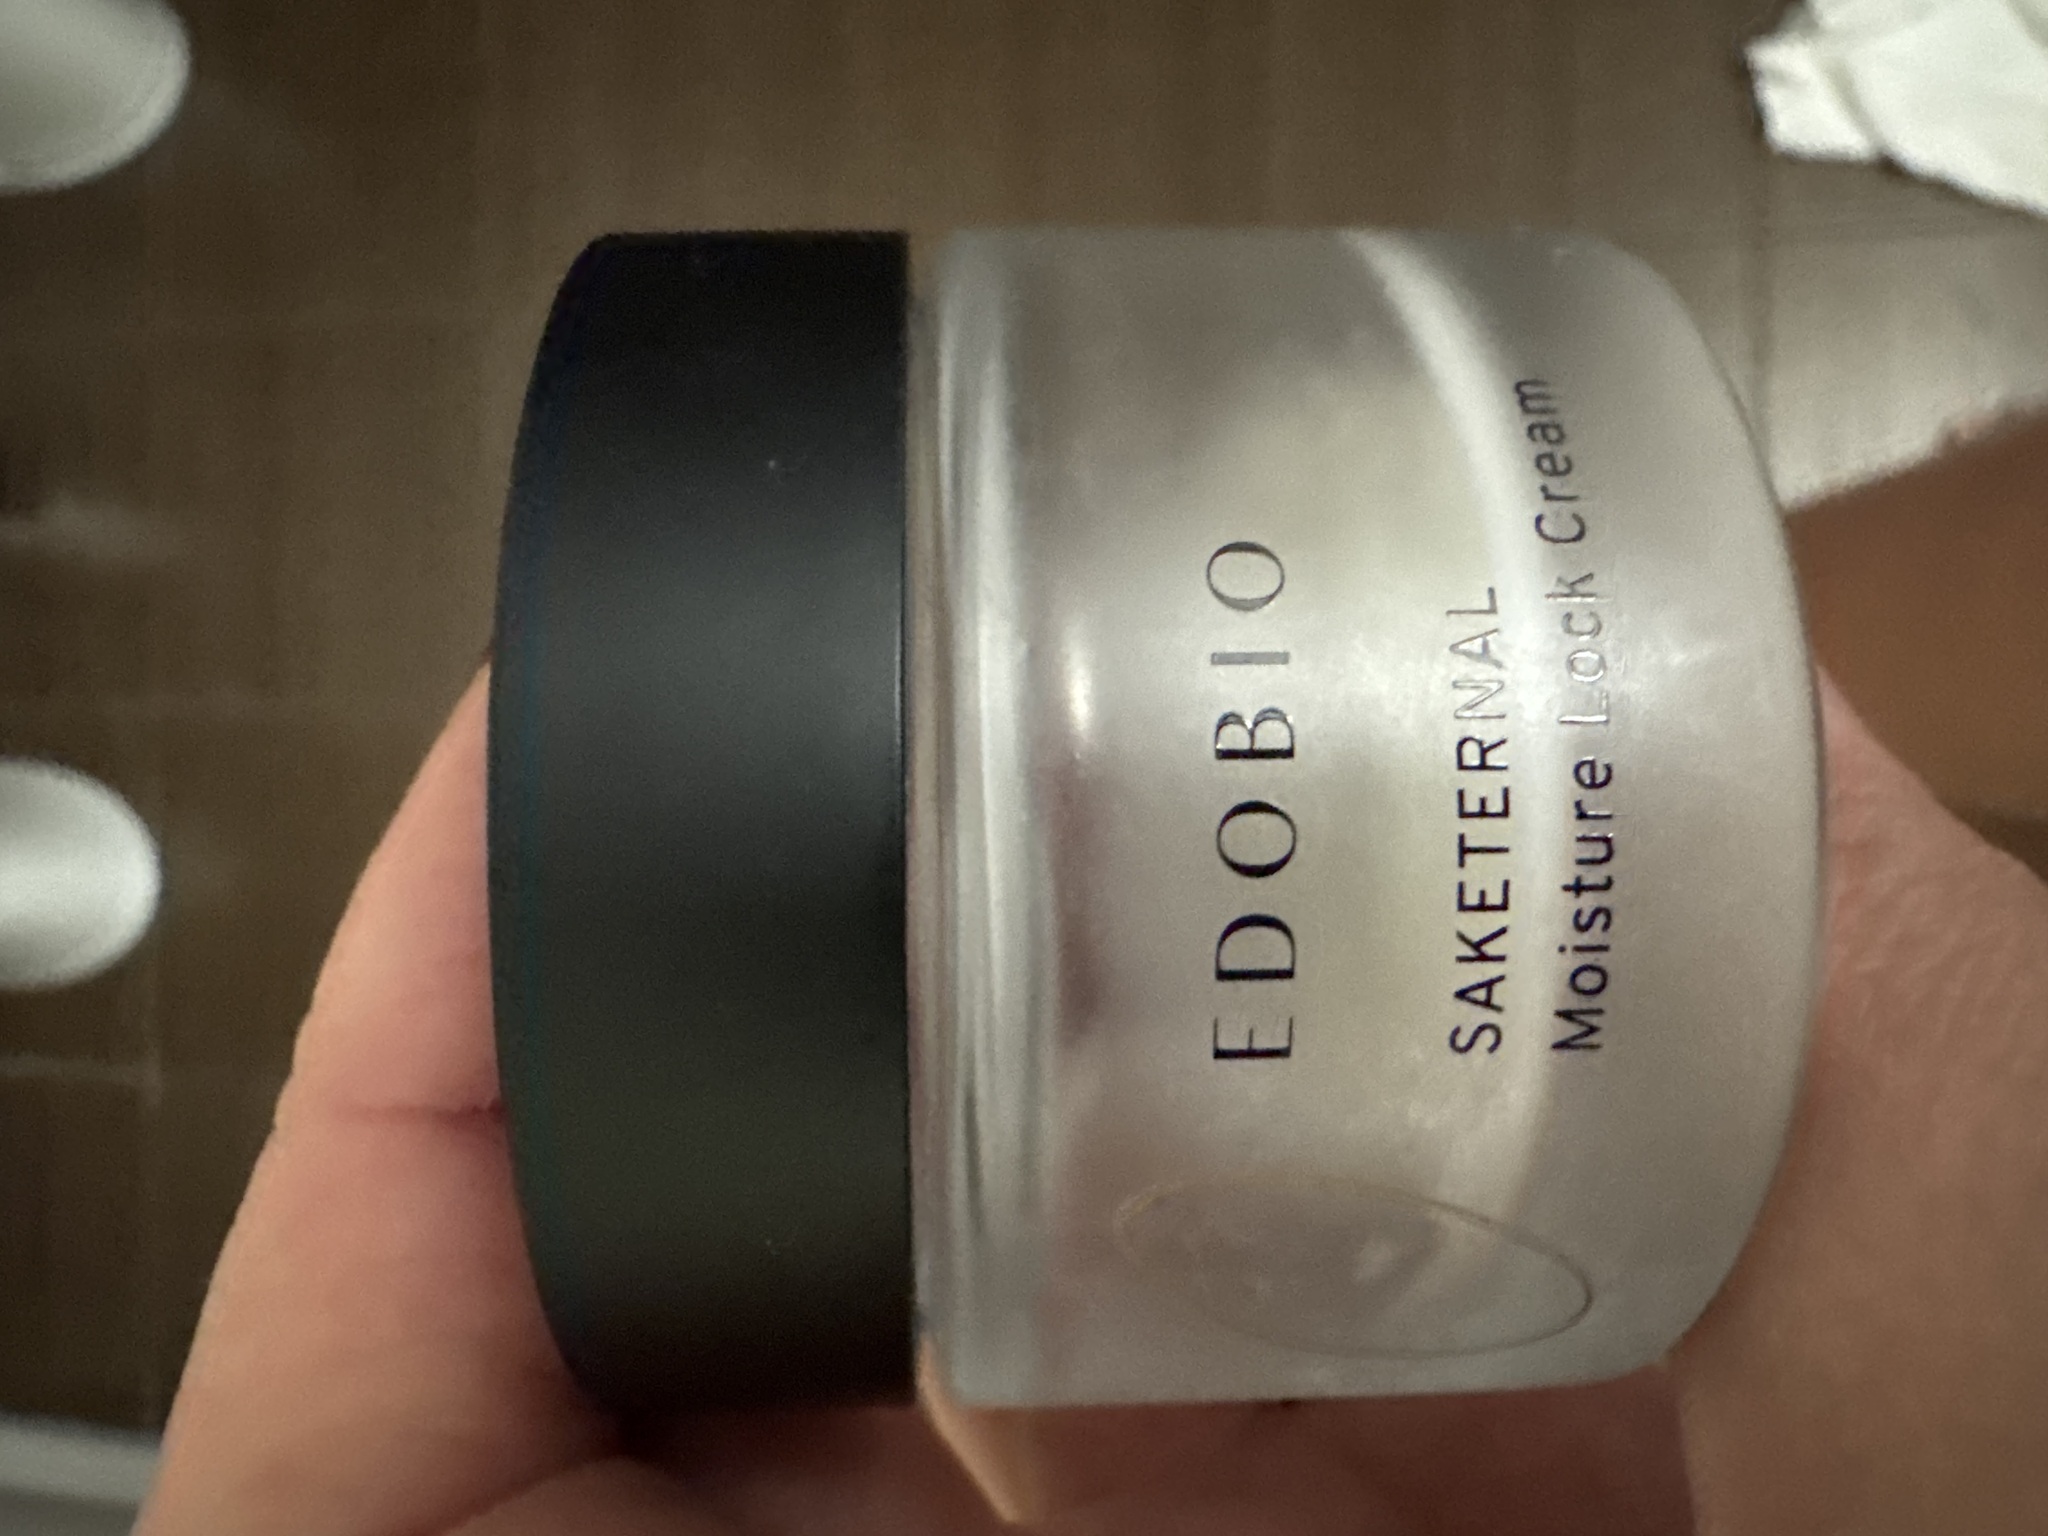 EDOBIO
SAKETERNAL
Moisture Lock Cream